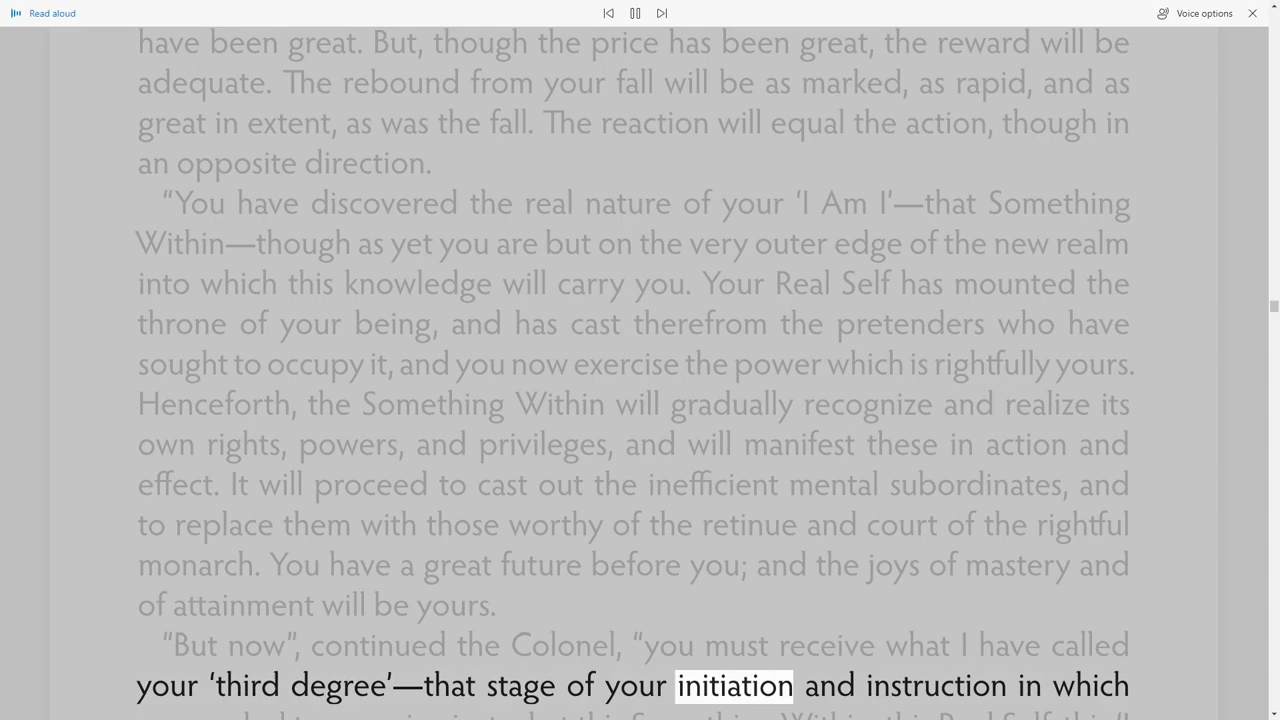 Read aloud
Voice options
have been great. But, though the price has been great, the reward will be
adequate. The rebound from your fall will be as marked, as rapid, and as
great in extent, as was the fall. The reaction will equal the action, though in
an opposite direction.
“You have discovered the real nature of your ‘I Am I’—that Something
Within—though as yet you are but on the very outer edge of the new realm
into which this knowledge will carry you. Your Real Self has mounted the
throne of your being, and has cast therefrom the pretenders who have
sought to occupy it, and you now exercise the power which is rightfully yours.
Henceforth, the Something Within will gradually recognize and realize its
own rights, powers, and privileges, and will manifest these in action and
effect. It will proceed to cast out the inefficient mental subordinates, and
to replace them with those worthy of the retinue and court of the rightful
monarch. You have a great future before you; and the joys of mastery and
of attainment will be yours.
“But now”, continued the Colonel, “you must receive what I have called
your ‘third degree’—that stage of your initiation and instruction in which